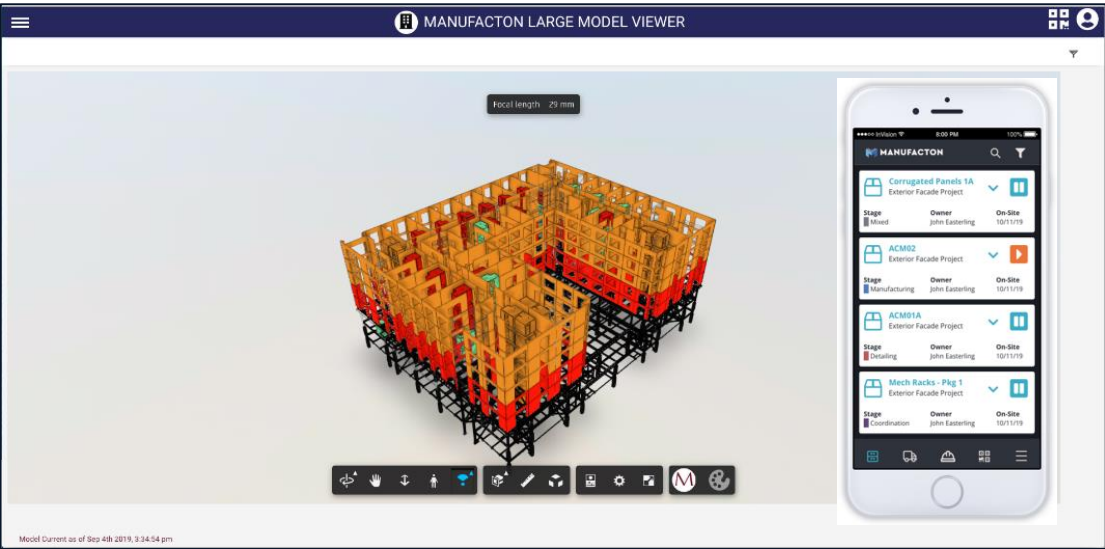 MANUFACTON LARGE MODEL VIEWER
Focal length 29 mm
InVision 8:00 PM 100%
MANUFACTON
Corrugated Panels 1A
Exterior Facade Project
Stage Owner On-Site
Mixed John Easterling 10/11/19
ACM02
Exterior Facade Project
Stage Owner On-Site
Manufacturing John Easterling 10/11/19
ACM01A
Exterior Facade Project
Stage Owner On-Site
Detailing John Easterling 10/11/19
Mech Racks - Pkg 1
Exterior Facade Project
Stage Owner On-Site
Coordination John Easterling 10/11/19
M
Model Current as of Sep 4th 2019, 3:34:54 pm